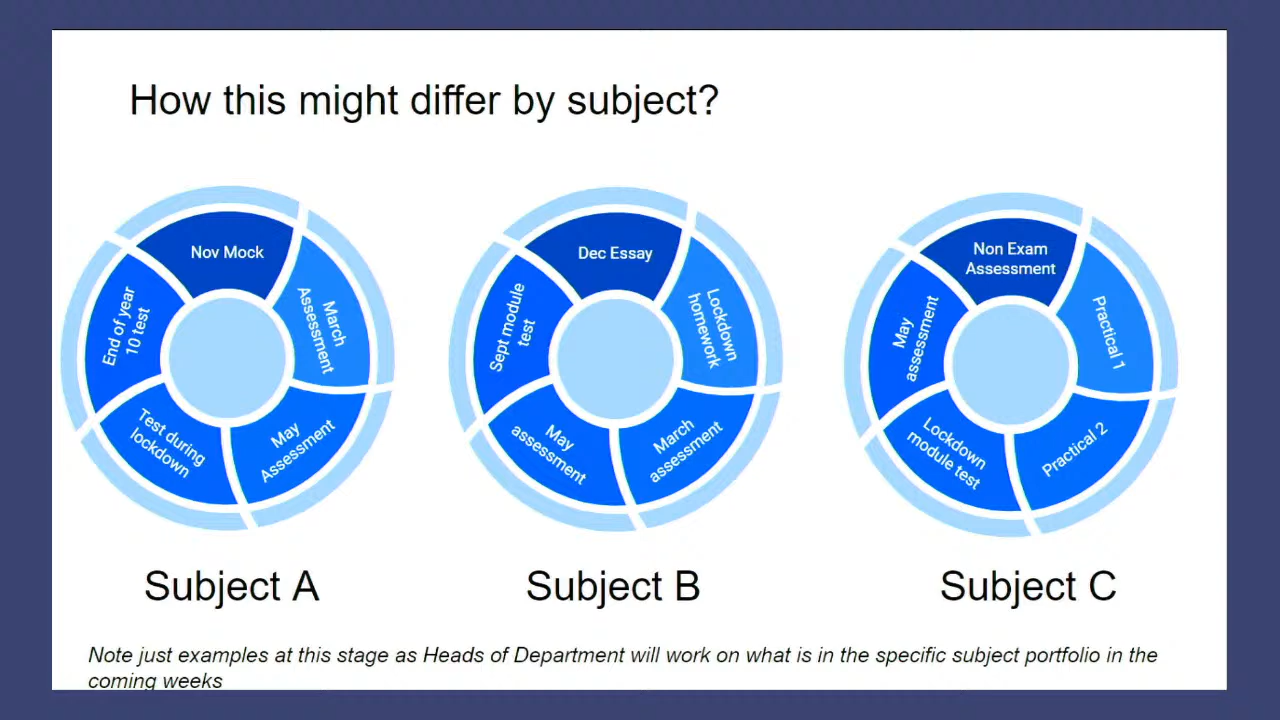 How this might differ by subject?
Nov Mock
March
Assessment
May
Assessment
Test during
lockdown
End of year
10 test
Dec Essay
Lockdown
homework
March
assessment
May
assessment
Sept module
test
Non Exam
Assessment
Practical 1
Practical 2
Lockdown
module test
May
assessment
Subject A
Subject B
Subject C
Note just examples at this stage as Heads of Department will work on what is in the specific subject portfolio in the
coming weeks